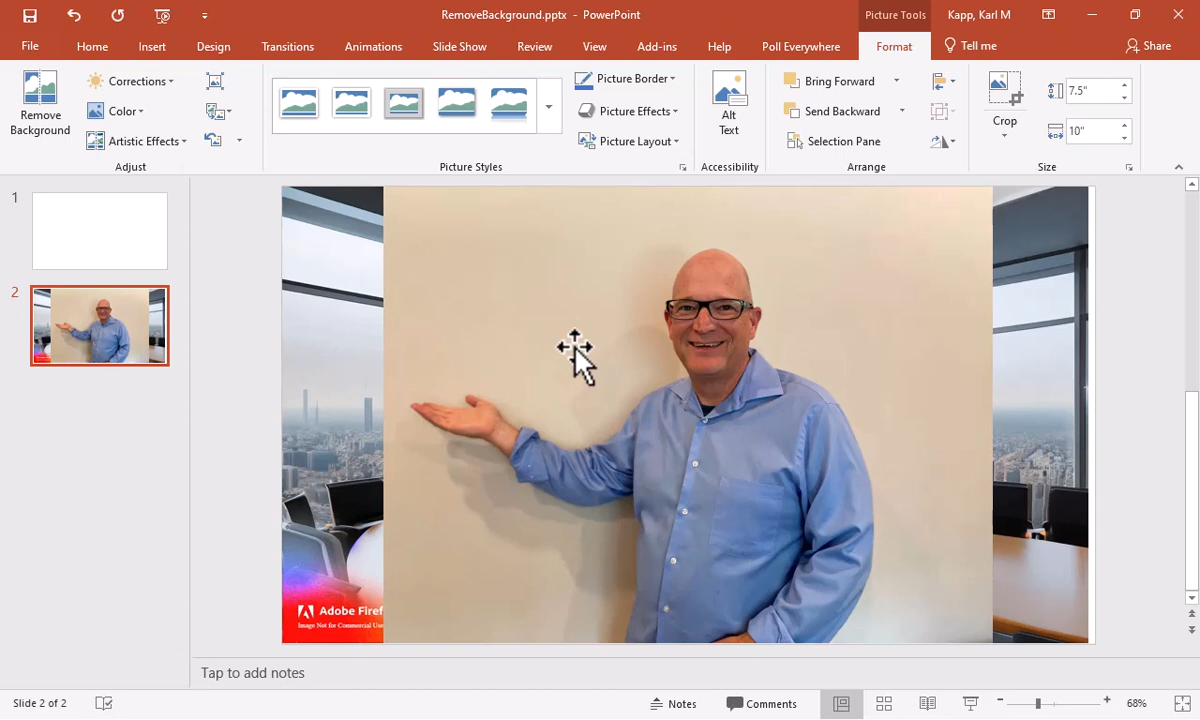 RemoveBackground.pptx - PowerPoint
Picture Tools
Kapp, Karl M
File
Home
Insert
Design
Transitions
Animations
Slide Show
Review
View
Add-ins
Help
Poll Everywhere
Format
Tell me
Share
Remove
Background
Corrections
Color
Artistic Effects
Adjust
Picture Border
Picture Effects
Picture Layout
Picture Styles
Alt
Text
Accessibility
Bring Forward
Send Backward
Selection Pane
Arrange
Crop
7.5"
10"
Size
1
2
Adobe Firef
Image Not for Commercial Use
Tap to add notes
Slide 2 of 2
Notes
Comments
68%